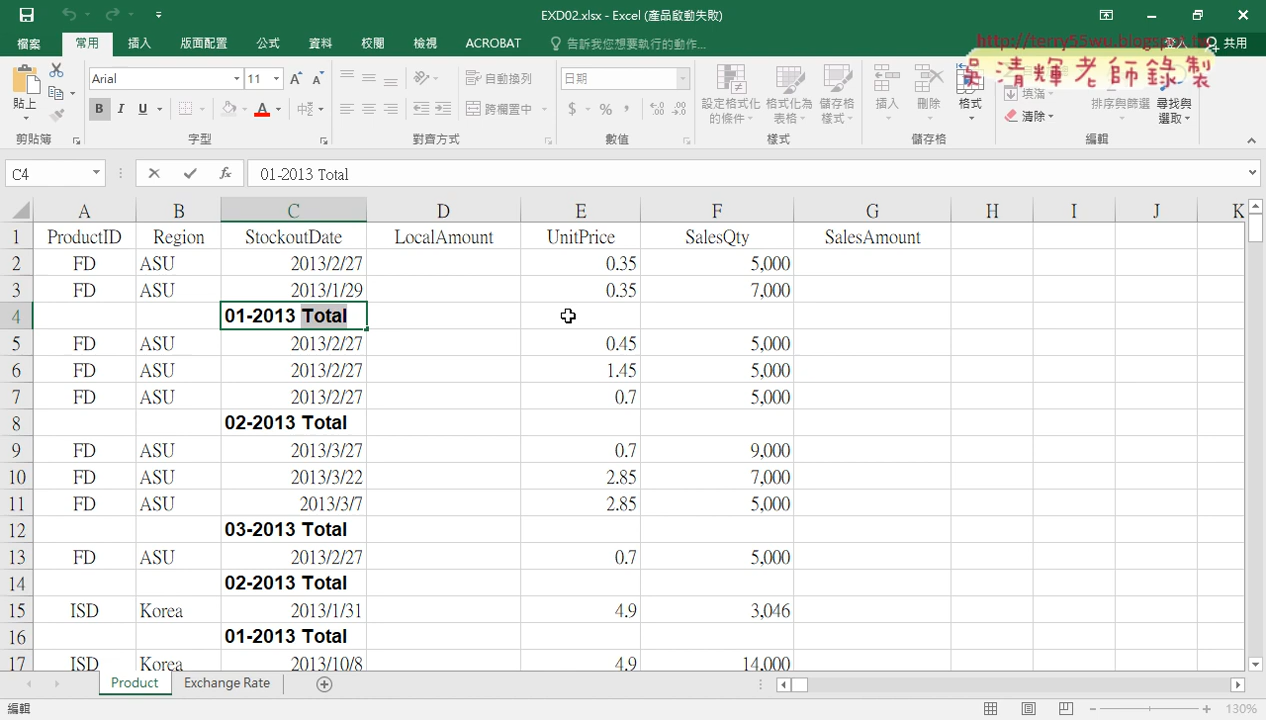 EXD02.xlsx - Excel (產品啟動失敗)
檔案 常用 插入 版面配置 公式 資料 校閱 檢視 ACROBAT 告訴我您想要執行的動作... 登入 共用
http://terry55wu.blogspot.tw
吳清輝老師錄製
貼上 Arial 11 自動換列 日期 設定格式化的條件 格式化為表格 儲存格樣式 插入 刪除 格式 填滿 排序與篩選 尋找與選取
B I U 跨欄置中 $ % 清除
剪貼簿 字型 對齊方式 數值 樣式 儲存格 編輯
C4 fx 01-2013 Total
A B C D E F G H I J K
1 ProductID Region StockoutDate LocalAmount UnitPrice SalesQty SalesAmount
2 FD ASU 2013/2/27 0.35 5,000
3 FD ASU 2013/1/29 0.35 7,000
4 01-2013 Total
5 FD ASU 2013/2/27 0.45 5,000
6 FD ASU 2013/2/27 1.45 5,000
7 FD ASU 2013/2/27 0.7 5,000
8 02-2013 Total
9 FD ASU 2013/3/27 0.7 9,000
10 FD ASU 2013/3/22 2.85 7,000
11 FD ASU 2013/3/7 2.85 5,000
12 03-2013 Total
13 FD ASU 2013/2/27 0.7 5,000
14 02-2013 Total
15 ISD Korea 2013/1/31 4.9 3,046
16 01-2013 Total
17 ISD Korea 2013/10/8 4.9 14,000
Product Exchange Rate
編輯 130%